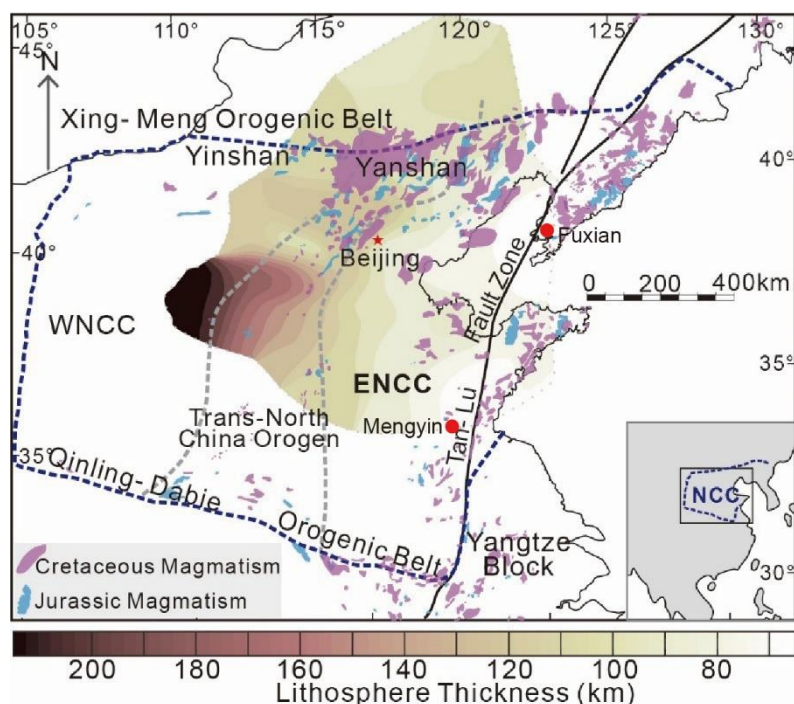 105° 110° 115° 120° 125° 130°
45°
N
Xing- Meng Orogenic Belt
Yinshan
Yanshan
40°
40°
Beijing
Fuxian
0 200 400km
WNCC
Fault Zone
35°
ENCC
Trans-North
China Orogen
Mengyin
Tan- Lu
35°
Qinling- Dabie
Orogenic Belt
Yangtze
Block
NCC
30°
Cretaceous Magmatism
Jurassic Magmatism
200 180 160 140 120 100 80
Lithosphere Thickness (km)